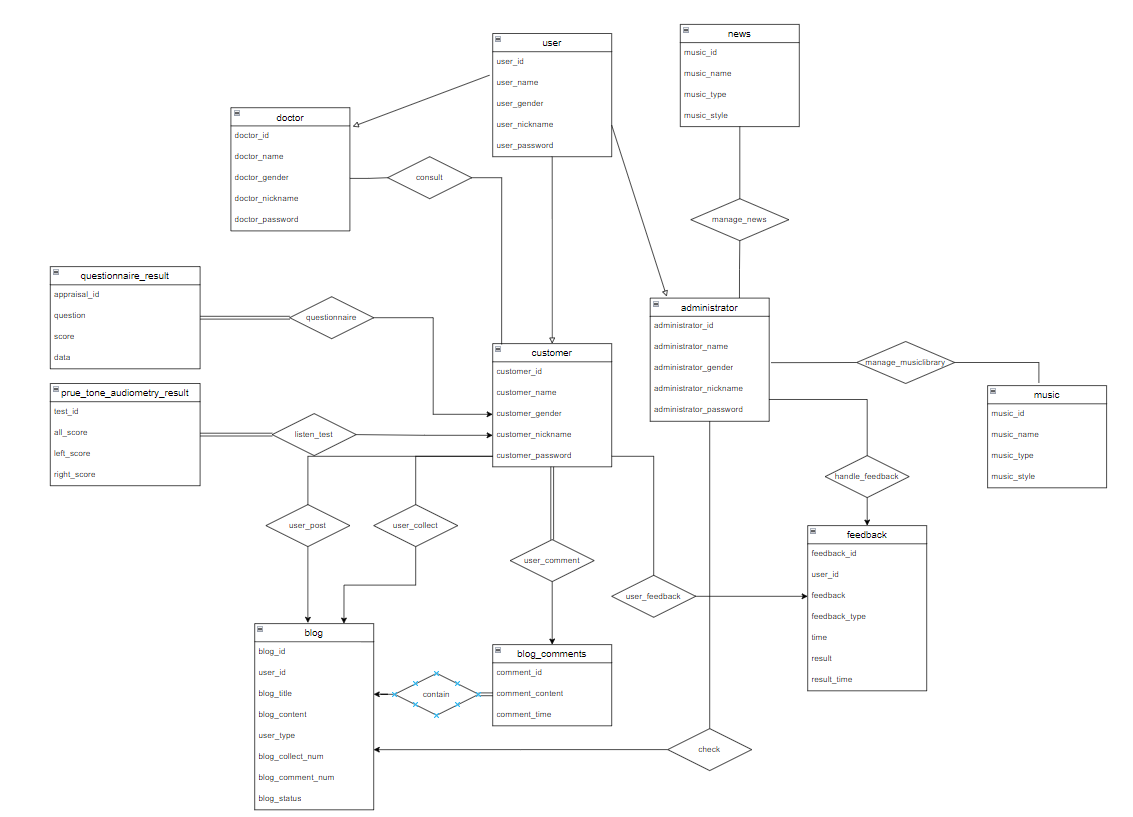 user
user_id
user_name
user_gender
user_nickname
user_password
news
music_id
music_name
music_type
music_style
doctor
doctor_id
doctor_name
doctor_gender
doctor_nickname
doctor_password
consult
manage_news
questionnaire_result
appraisal_id
question
score
data
questionnaire
administrator
administrator_id
administrator_name
administrator_gender
administrator_nickname
administrator_password
customer
customer_id
customer_name
customer_gender
customer_nickname
customer_password
manage_musiclibrary
music
music_id
music_name
music_type
music_style
prue_tone_audiometry_result
test_id
all_score
left_score
right_score
listen_test
handle_feedback
user_post
user_collect
user_comment
user_feedback
feedback
feedback_id
user_id
feedback
feedback_type
time
result
result_time
blog
blog_id
user_id
blog_title
blog_content
user_type
blog_collect_num
blog_comment_num
blog_status
contain
blog_comments
comment_id
comment_content
comment_time
check